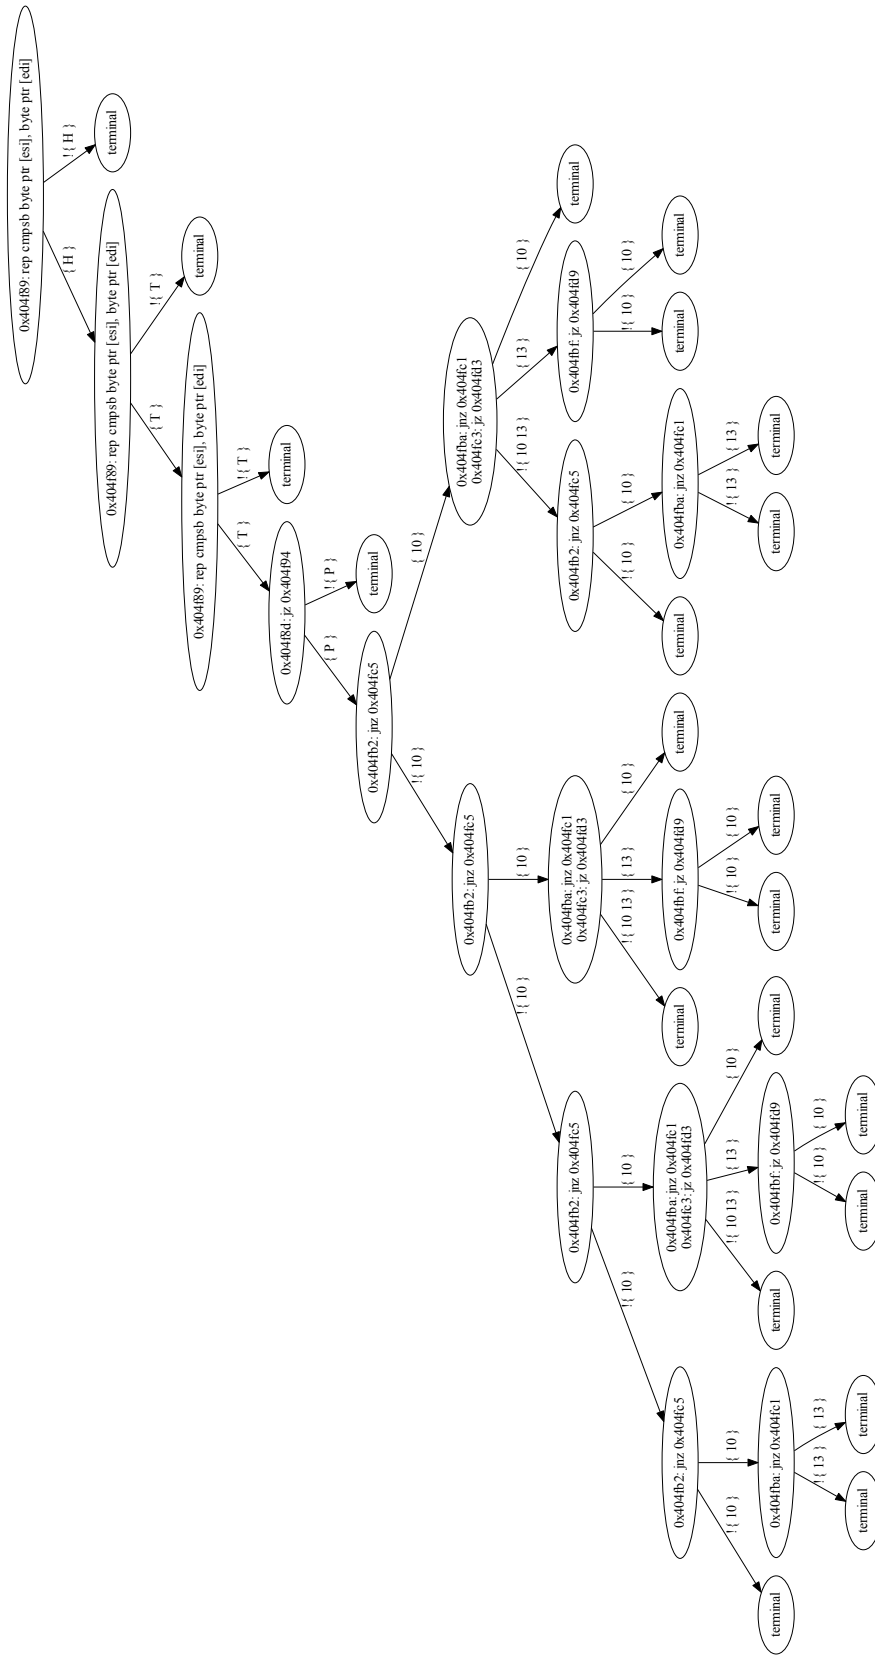 0x404f89: rep cmpsb byte ptr [esi], byte ptr [edi]
{ H }
!{ H }
0x404f89: rep cmpsb byte ptr [esi], byte ptr [edi]
terminal
{ T }
!{ T }
0x404f89: rep cmpsb byte ptr [esi], byte ptr [edi]
terminal
{ T }
!{ T }
0x404f8d: jz 0x404f94
terminal
{ P }
!{ P }
0x404fb2: jnz 0x404fc5
terminal
!{ 10 }
{ 10 }
0x404fb2: jnz 0x404fc5
0x404fba: jnz 0x404fc1
0x404fc3: jz 0x404fd3
!{ 10 }
{ 10 }
!{ 10 13 }
{ 13 }
{ 10 }
0x404fb2: jnz 0x404fc5
0x404fba: jnz 0x404fc1
0x404fc3: jz 0x404fd3
0x404fb2: jnz 0x404fc5
0x404fbf: jz 0x404fd9
terminal
!{ 10 }
{ 10 }
!{ 10 13 }
{ 13 }
{ 10 }
!{ 10 }
{ 10 }
!{ 10 }
{ 10 }
0x404fb2: jnz 0x404fc5
0x404fba: jnz 0x404fc1
0x404fc3: jz 0x404fd3
terminal
0x404fbf: jz 0x404fd9
terminal
terminal
0x404fba: jnz 0x404fc1
terminal
terminal
!{ 10 }
{ 10 }
!{ 10 13 }
{ 13 }
{ 10 }
!{ 10 }
{ 10 }
!{ 13 }
{ 13 }
terminal
0x404fba: jnz 0x404fc1
terminal
0x404fbf: jz 0x404fd9
terminal
terminal
terminal
terminal
terminal
!{ 13 }
{ 13 }
!{ 10 }
{ 10 }
terminal
terminal
terminal
terminal